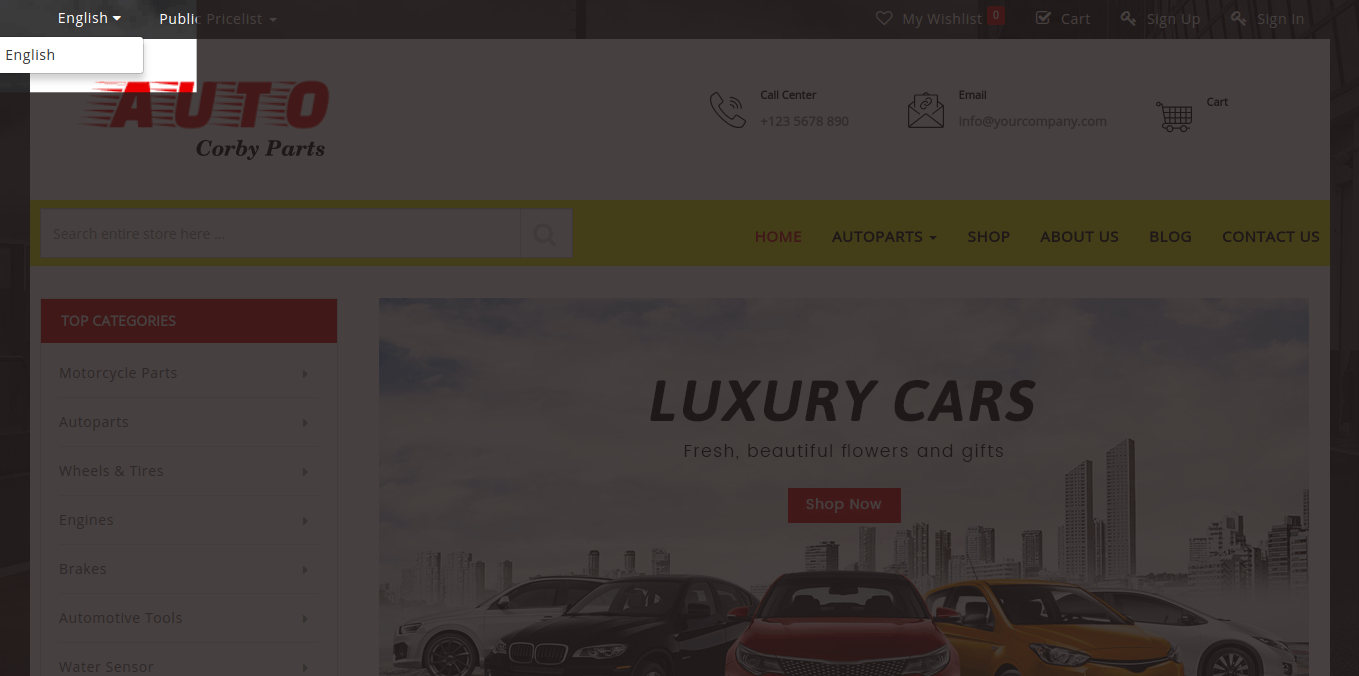 English
Public Pricelist
My Wishlist 0
Cart
Sign Up
Sign In
English
AUTO
Corby Parts
Call Center
+123 5678 890
Email
info@yourcompany.com
Cart
Search entire store here ...
HOME
AUTOPARTS
SHOP
ABOUT US
BLOG
CONTACT US
TOP CATEGORIES
Motorcycle Parts
Autoparts
Wheels & Tires
Engines
Brakes
Automotive Tools
Water Sensor
LUXURY CARS
Fresh, beautiful flowers and gifts
Shop Now